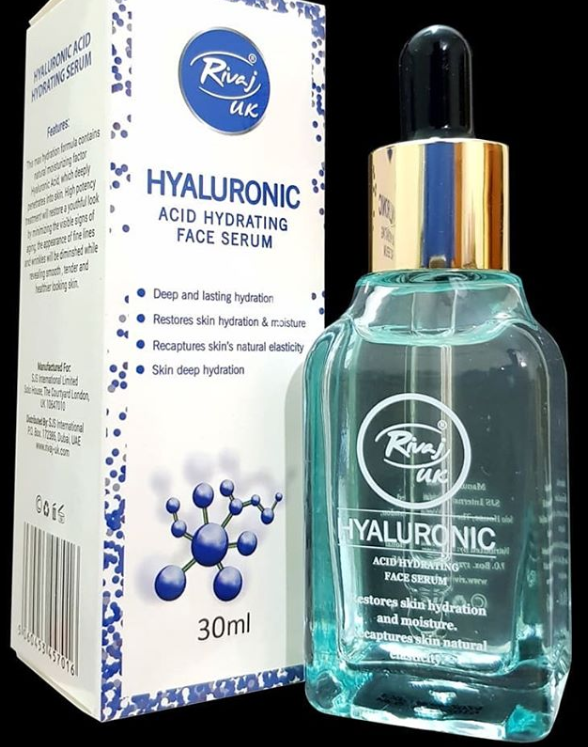 HYALURONIC ACID
HYDRATING SERUM
Features:
This max hydration formula contains
natural moisturizing factor
Hyaluronic Acid, which deeply
penetrates into skin. High potency
treatment will restore a youthful look
by minimizing the visible signs of
aging, the appearance of fine lines
and wrinkles will be diminished while
revealing smooth, tender and
healthier looking skin.
Manufactured For:
SJS International Limited
Soho House, The Courtyard London,
UK 10647010
Distributed By: SJS International
P.O. Box. 172386, Dubai, UAE
www.rivaj-uk.com
Rivaj®
UK
HYALURONIC
ACID HYDRATING
FACE SERUM
Deep and lasting hydration
Restores skin hydration & moisture
Recaptures skin's natural elasticity
Skin deep hydration
30ml
Rivaj
UK
HYALURONIC
ACID HYDRATING
FACE SERUM
Restores skin hydration
and moisture.
Recaptures skin natural
elasticity.